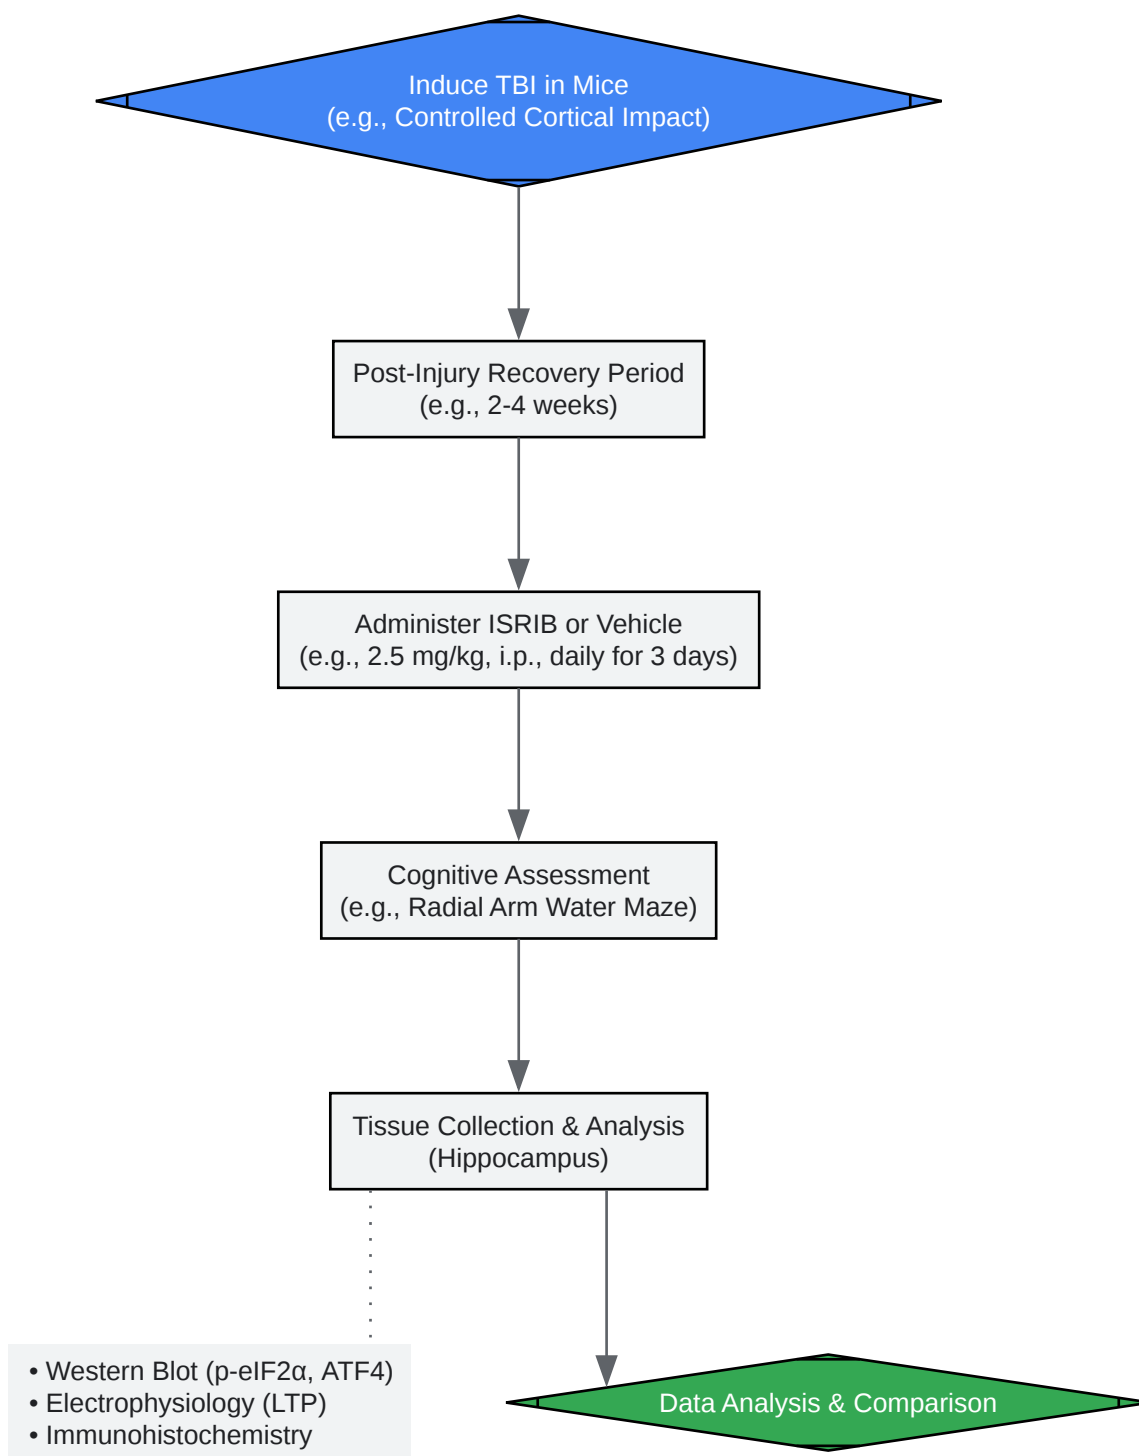 Induce TBI in Mice
(e.g., Controlled Cortical Impact)
Post-Injury Recovery Period
(e.g., 2-4 weeks)
Administer ISRIB or Vehicle
(e.g., 2.5 mg/kg, i.p., daily for 3 days)
Cognitive Assessment
(e.g., Radial Arm Water Maze)
Tissue Collection & Analysis
(Hippocampus)
• Western Blot (p-eIF2α, ATF4)
• Electrophysiology (LTP)
• Immunohistochemistry
Data Analysis & Comparison